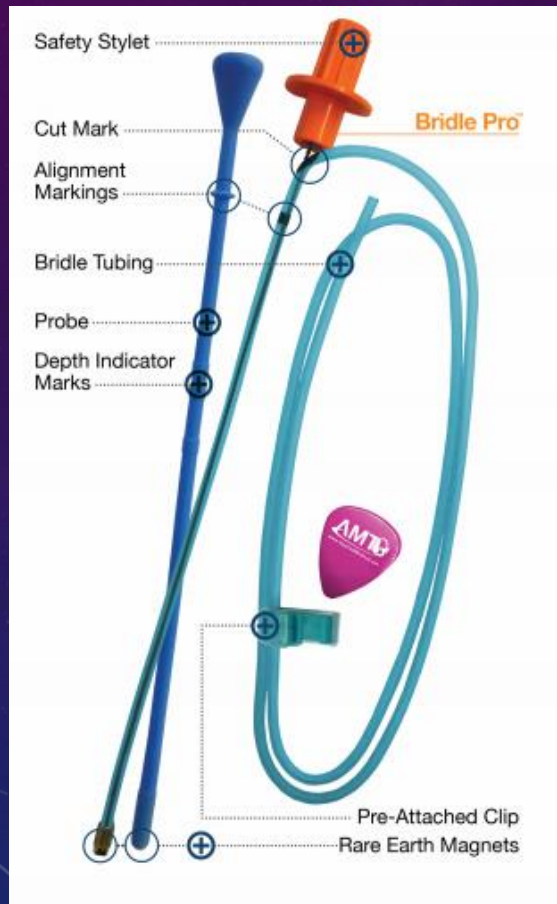 Safety Stylet
Bridle Pro™
Cut Mark
Alignment
Markings
Bridle Tubing
Probe
Depth Indicator
Marks
AMT
Pre-Attached Clip
Rare Earth Magnets